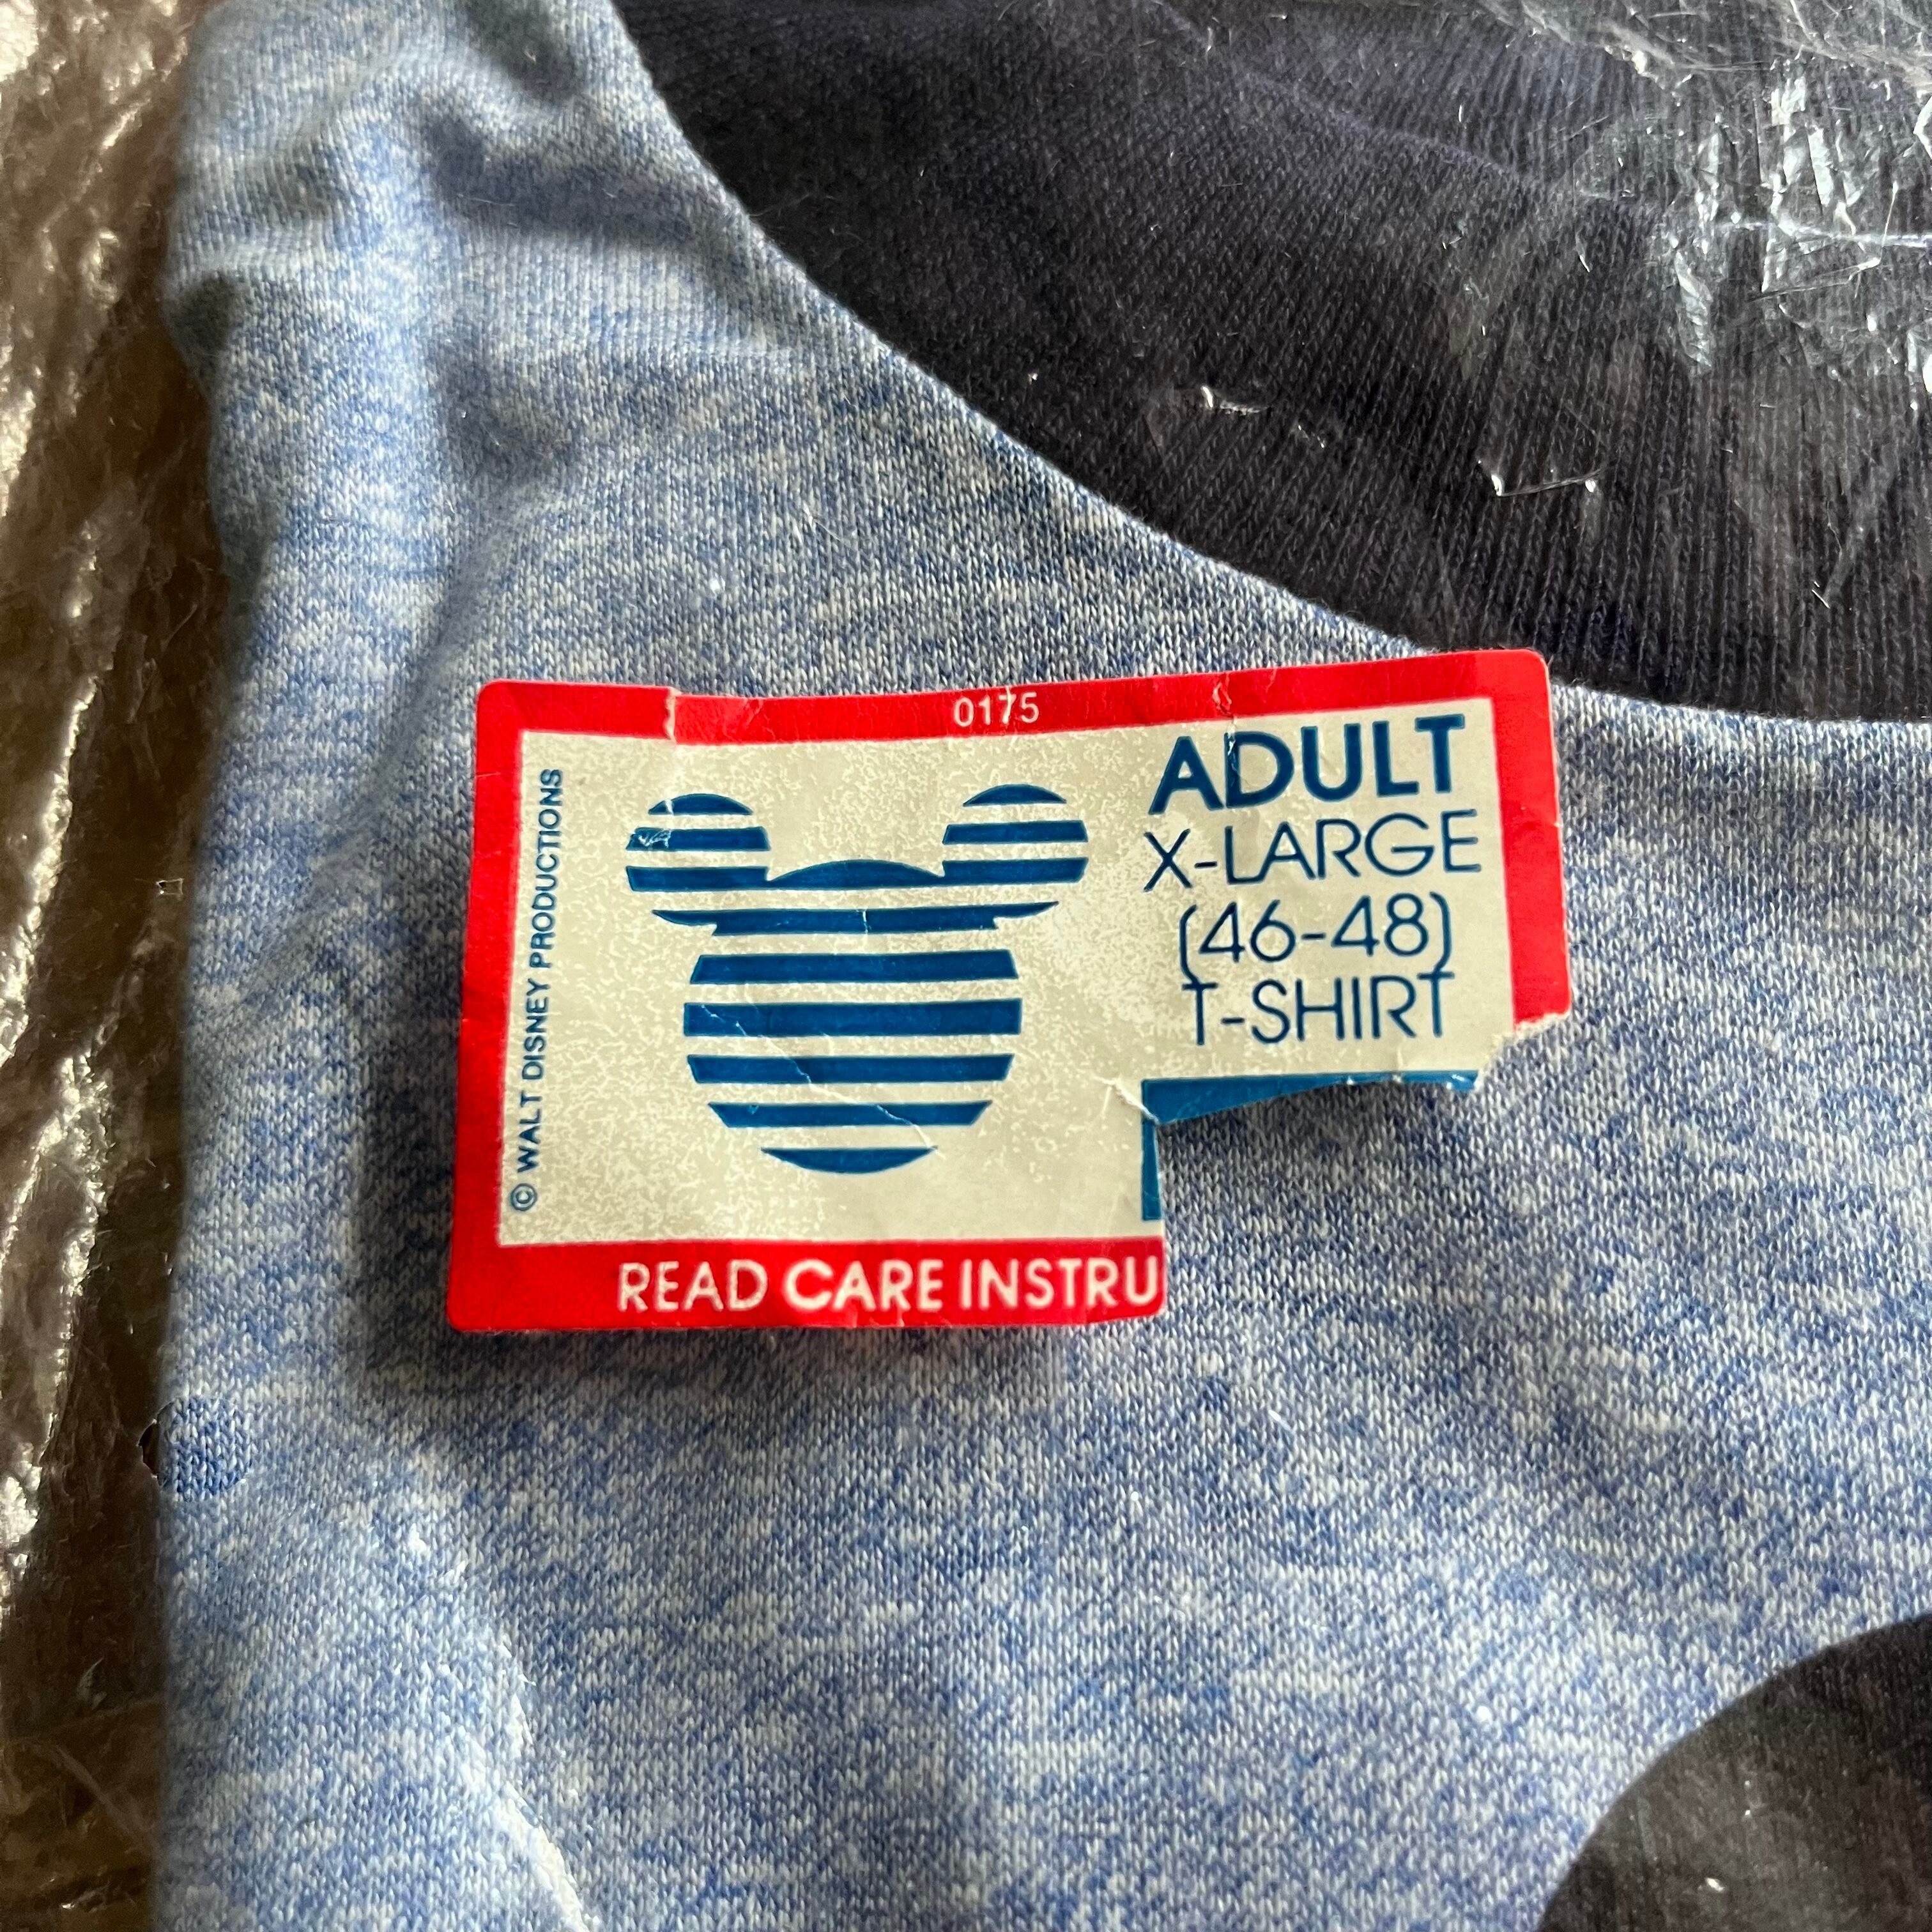 0175
© WALT DISNEY PRODUCTIONS
ADULT
X-LARGE
(46-48)
T-SHIRT
READ CARE INSTRU